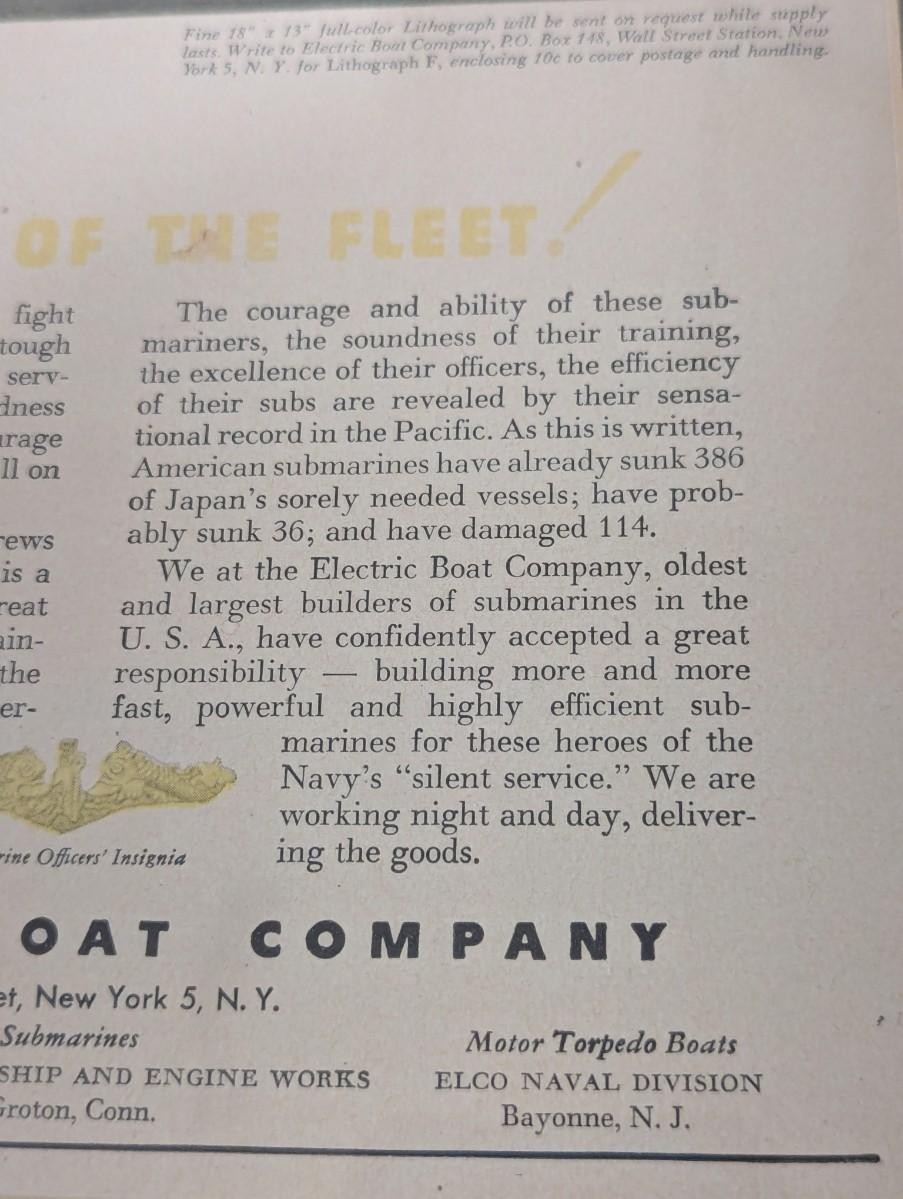 Fine 18" x 13" full-color Lithograph will be sent on request while supply
lasts. Write to Electric Boat Company, P.O. Box 148, Wall Street Station, New
York 5, N. Y. for Lithograph F, enclosing 10c to cover postage and handling.
OF THE FLEET!
fight
tough
serv-
dness
urage
ll on
rews
is a
reat
ain-
the
er-
The courage and ability of these sub-
mariners, the soundness of their training,
the excellence of their officers, the efficiency
of their subs are revealed by their sensa-
tional record in the Pacific. As this is written,
American submarines have already sunk 386
of Japan's sorely needed vessels; have prob-
ably sunk 36; and have damaged 114.
We at the Electric Boat Company, oldest
and largest builders of submarines in the
U. S. A., have confidently accepted a great
responsibility — building more and more
fast, powerful and highly efficient sub-
marines for these heroes of the
Navy's “silent service.” We are
working night and day, deliver-
ing the goods.
rine Officers' Insignia
OAT COMPANY
et, New York 5, N. Y.
Submarines
SHIP AND ENGINE WORKS
Groton, Conn.
Motor Torpedo Boats
ELCO NAVAL DIVISION
Bayonne, N. J.